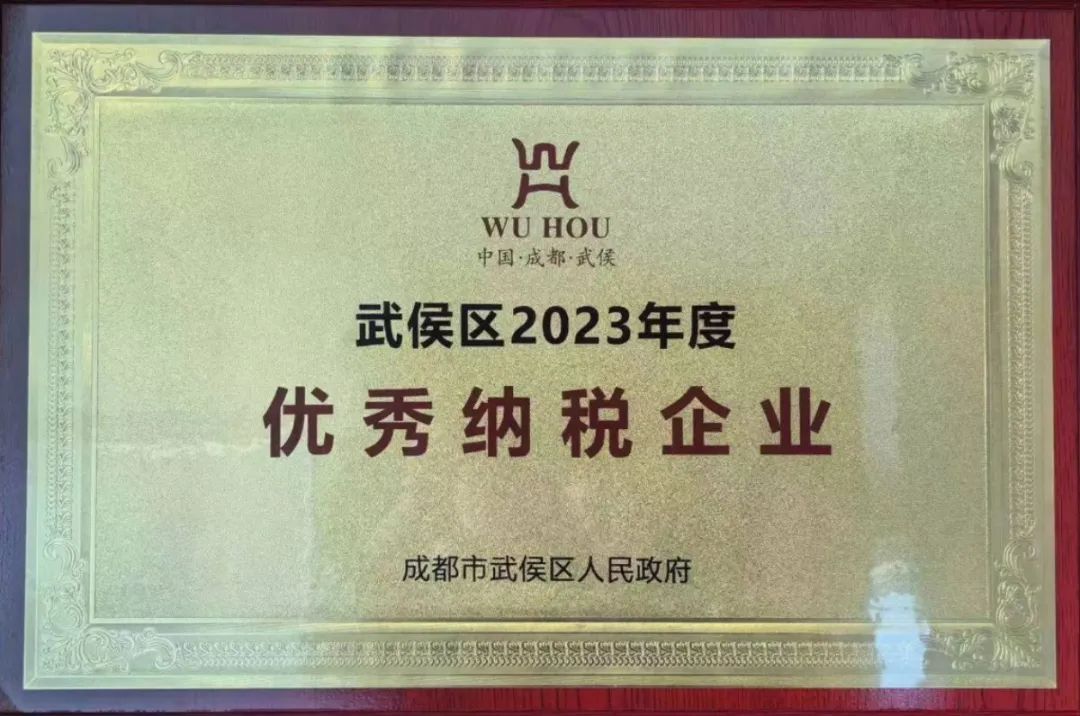 WU HOU
中国·成都·武侯
武侯区2023年度
优秀纳税企业
成都市武侯区人民政府